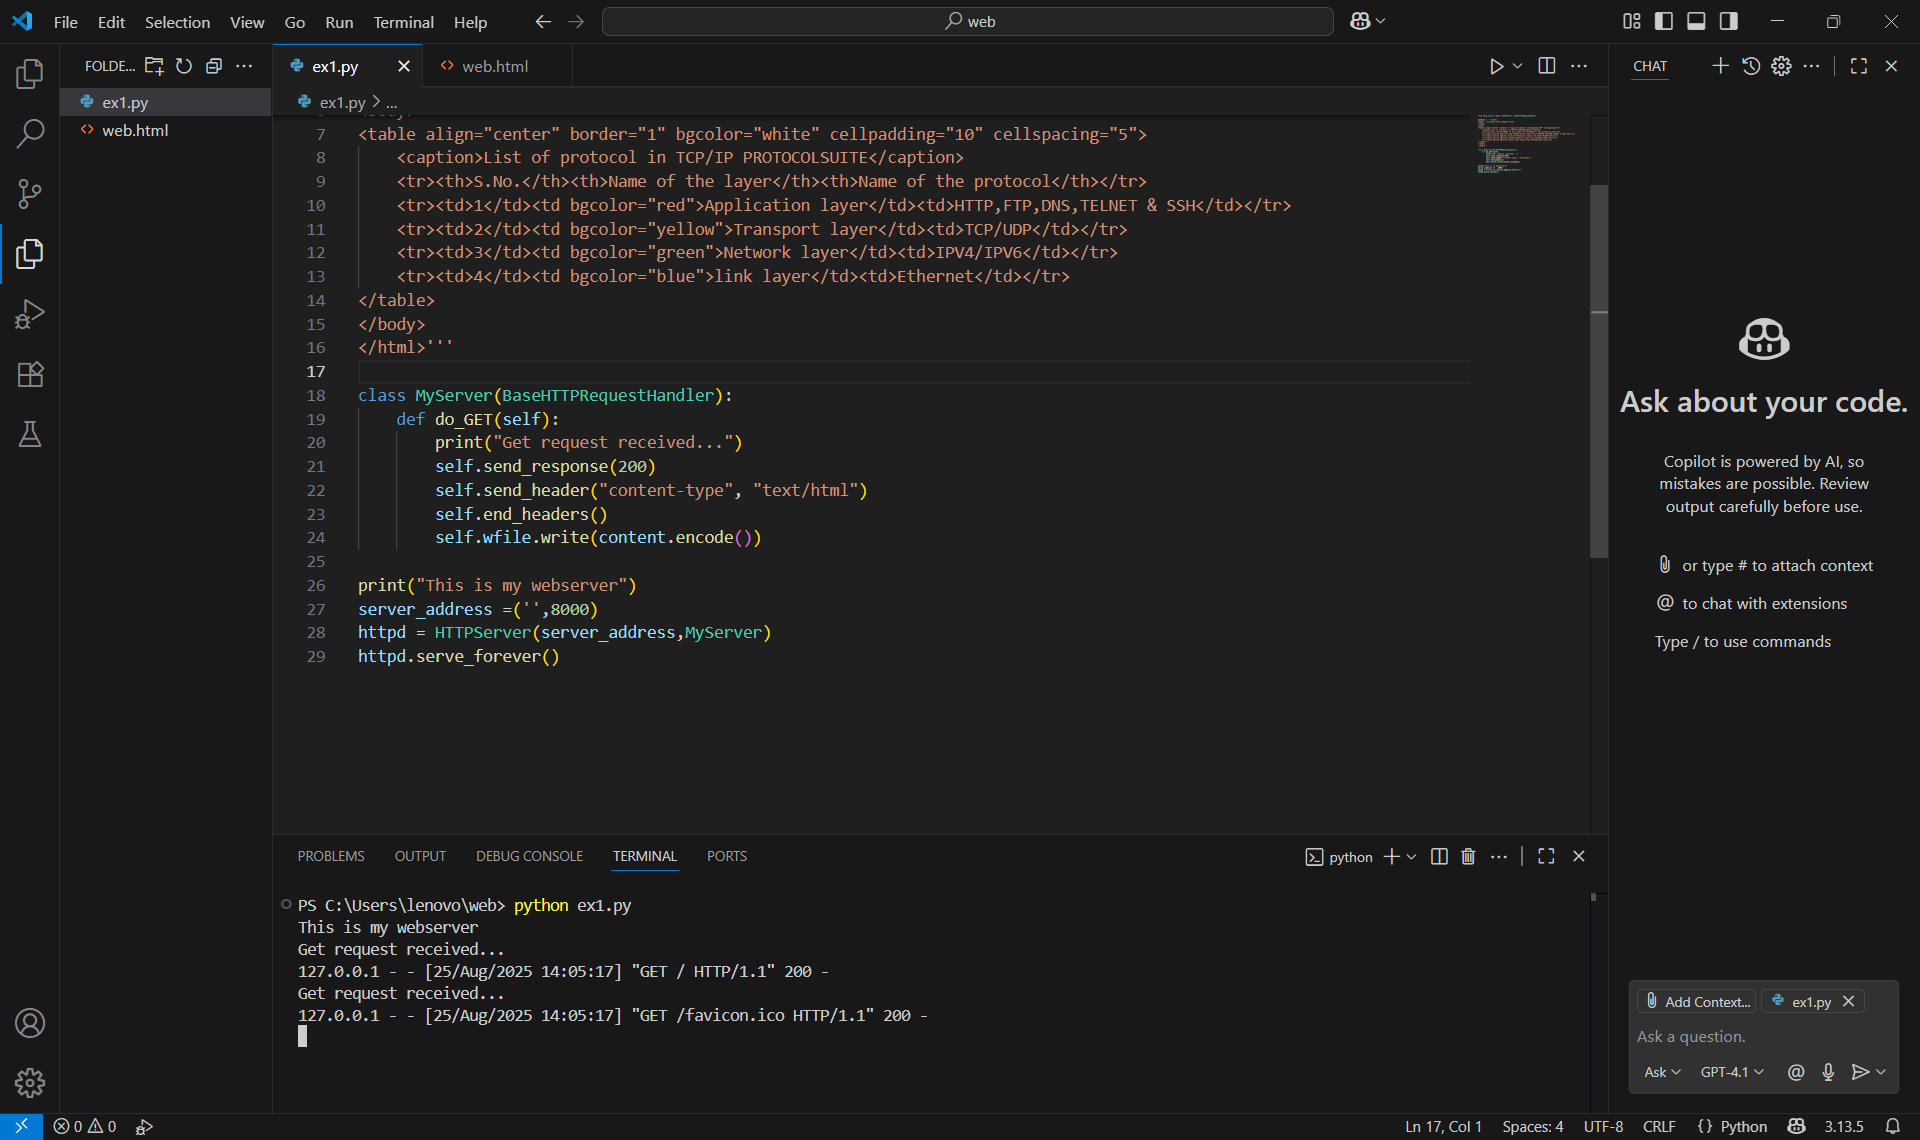 File Edit Selection View Go Run Terminal Help web
FOLDE... ex1.py web.html CHAT
ex1.py
web.html
ex1.py > ...
7 <table align="center" border="1" bgcolor="white" cellpadding="10" cellspacing="5">
8 <caption>List of protocol in TCP/IP PROTOCOLSUITE</caption>
9 <tr><th>S.No.</th><th>Name of the layer</th><th>Name of the protocol</th></tr>
10 <tr><td>1</td><td bgcolor="red">Application layer</td><td>HTTP,FTP,DNS,TELNET & SSH</td></tr>
11 <tr><td>2</td><td bgcolor="yellow">Transport layer</td><td>TCP/UDP</td></tr>
12 <tr><td>3</td><td bgcolor="green">Network layer</td><td>IPV4/IPV6</td></tr>
13 <tr><td>4</td><td bgcolor="blue">link layer</td><td>Ethernet</td></tr>
14 </table>
15 </body>
16 </html>'''
17
18 class MyServer(BaseHTTPRequestHandler):
19 def do_GET(self):
20 print("Get request received...")
21 self.send_response(200)
22 self.send_header("content-type", "text/html")
23 self.end_headers()
24 self.wfile.write(content.encode())
25
26 print("This is my webserver")
27 server_address =('',8000)
28 httpd = HTTPServer(server_address,MyServer)
29 httpd.serve_forever()
PROBLEMS OUTPUT DEBUG CONSOLE TERMINAL PORTS python
PS C:\Users\lenovo\web> python ex1.py
This is my webserver
Get request received...
127.0.0.1 - - [25/Aug/2025 14:05:17] "GET / HTTP/1.1" 200 -
Get request received...
127.0.0.1 - - [25/Aug/2025 14:05:17] "GET /favicon.ico HTTP/1.1" 200 -
Ask about your code.
Copilot is powered by AI, so
mistakes are possible. Review
output carefully before use.
or type # to attach context
@ to chat with extensions
Type / to use commands
Add Context... ex1.py
Ask a question.
Ask GPT-4.1 @
0 0 Ln 17, Col 1 Spaces: 4 UTF-8 CRLF {} Python 3.13.5